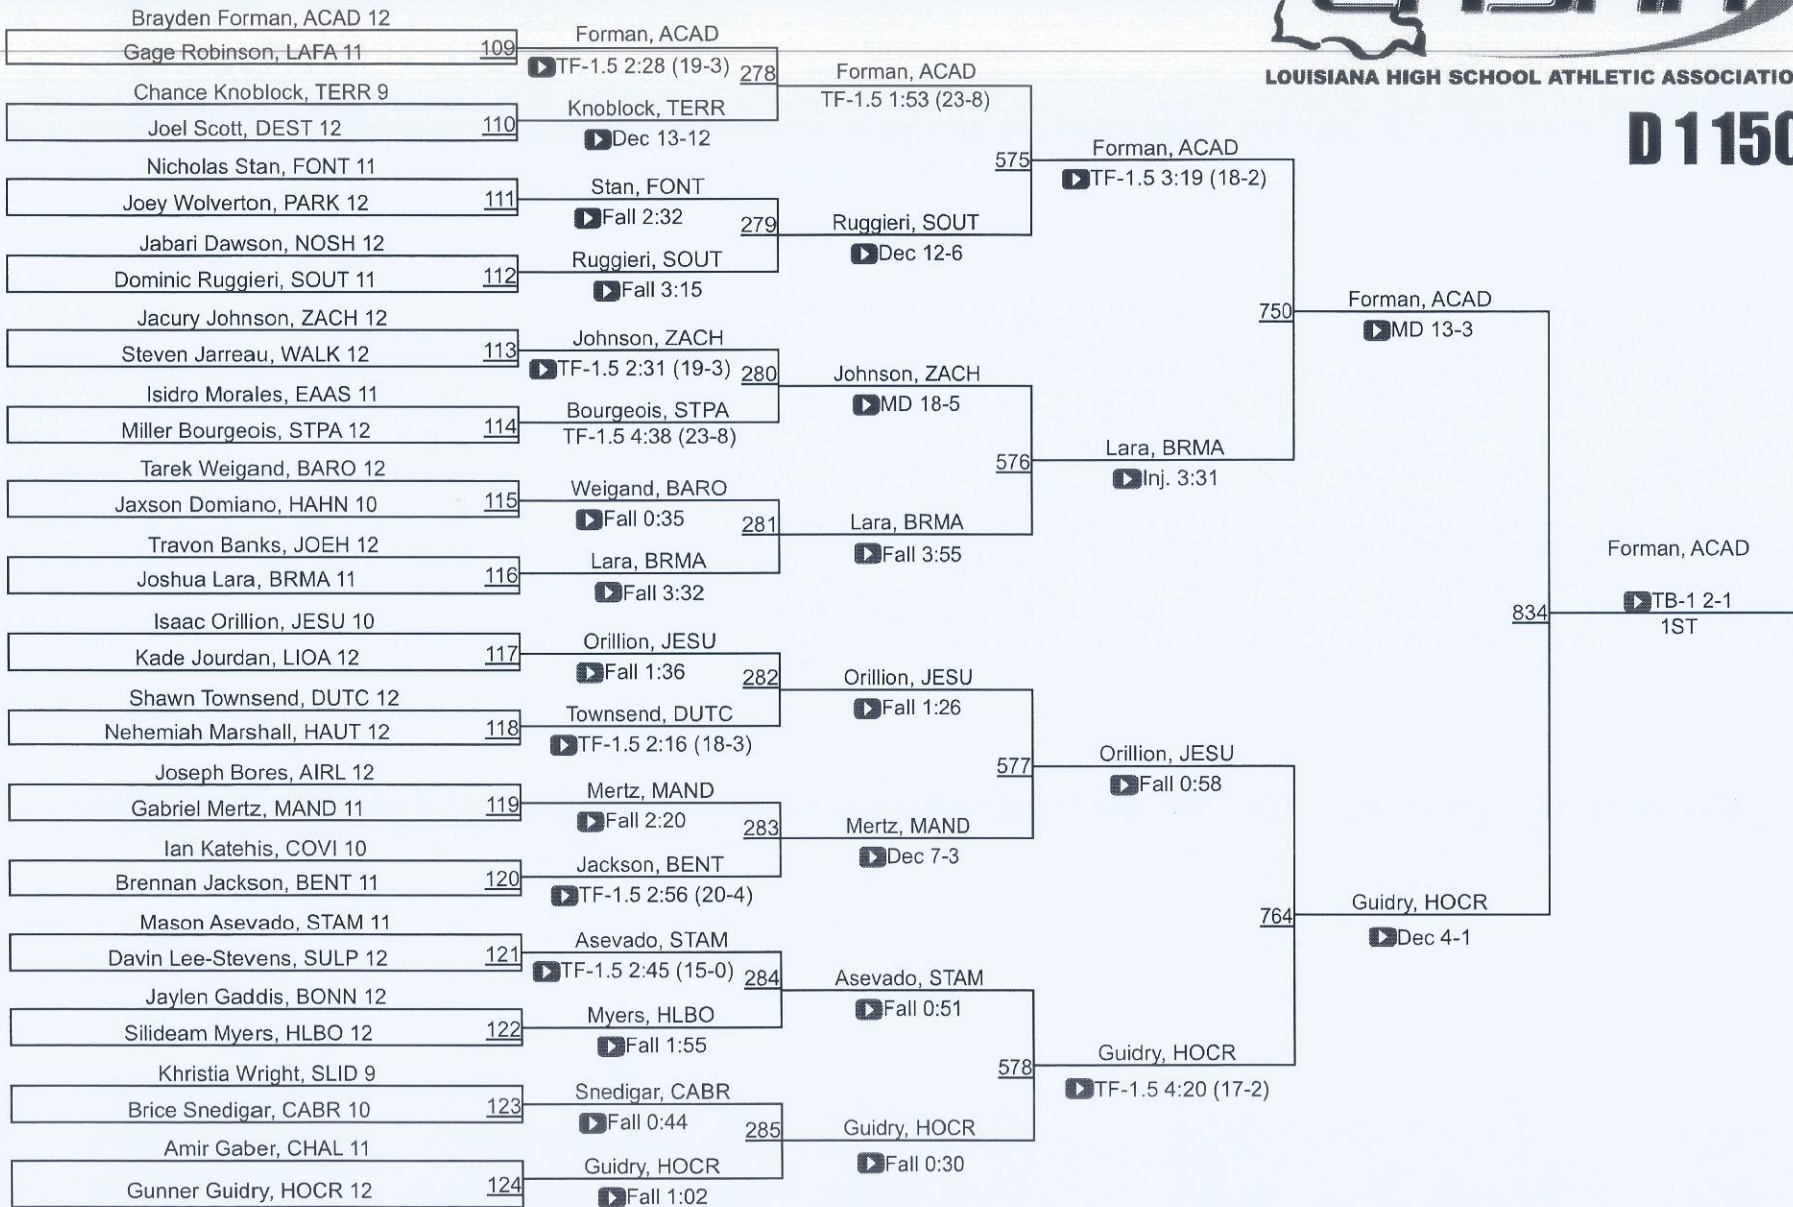 LOUISIANA HIGH SCHOOL ATHLETIC ASSOCIATIO
D 1 150
Brayden Forman, ACAD 12
Gage Robinson, LAFA 11
109
Chance Knoblock, TERR 9
Joel Scott, DEST 12
110
Nicholas Stan, FONT 11
Joey Wolverton, PARK 12
111
Jabari Dawson, NOSH 12
Dominic Ruggieri, SOUT 11
112
Jacury Johnson, ZACH 12
Steven Jarreau, WALK 12
113
Isidro Morales, EAAS 11
Miller Bourgeois, STPA 12
114
Tarek Weigand, BARO 12
Jaxson Domiano, HAHN 10
115
Travon Banks, JOEH 12
Joshua Lara, BRMA 11
116
Isaac Orillion, JESU 10
Kade Jourdan, LIOA 12
117
Shawn Townsend, DUTC 12
Nehemiah Marshall, HAUT 12
118
Joseph Bores, AIRL 12
Gabriel Mertz, MAND 11
119
Ian Katehis, COVI 10
Brennan Jackson, BENT 11
120
Mason Asevado, STAM 11
Davin Lee-Stevens, SULP 12
121
Jaylen Gaddis, BONN 12
Silideam Myers, HLBO 12
122
Khristia Wright, SLID 9
Brice Snedigar, CABR 10
123
Amir Gaber, CHAL 11
Gunner Guidry, HOCR 12
124
Forman, ACAD
TF-1.5 2:28 (19-3)
278
Knoblock, TERR
Dec 13-12
Stan, FONT
Fall 2:32
279
Ruggieri, SOUT
Fall 3:15
Johnson, ZACH
TF-1.5 2:31 (19-3)
280
Bourgeois, STPA
TF-1.5 4:38 (23-8)
Weigand, BARO
Fall 0:35
281
Lara, BRMA
Fall 3:32
Orillion, JESU
Fall 1:36
282
Townsend, DUTC
TF-1.5 2:16 (18-3)
Mertz, MAND
Fall 2:20
283
Jackson, BENT
TF-1.5 2:56 (20-4)
Asevado, STAM
TF-1.5 2:45 (15-0)
284
Myers, HLBO
Fall 1:55
Snedigar, CABR
Fall 0:44
285
Guidry, HOCR
Fall 1:02
Forman, ACAD
TF-1.5 1:53 (23-8)
575
Ruggieri, SOUT
Dec 12-6
Johnson, ZACH
MD 18-5
576
Lara, BRMA
Fall 3:55
Orillion, JESU
Fall 1:26
577
Mertz, MAND
Dec 7-3
Asevado, STAM
Fall 0:51
578
Guidry, HOCR
Fall 0:30
Forman, ACAD
TF-1.5 3:19 (18-2)
750
Lara, BRMA
Inj. 3:31
Orillion, JESU
Fall 0:58
764
Guidry, HOCR
TF-1.5 4:20 (17-2)
Forman, ACAD
MD 13-3
834
Guidry, HOCR
Dec 4-1
Forman, ACAD
TB-1 2-1
1ST